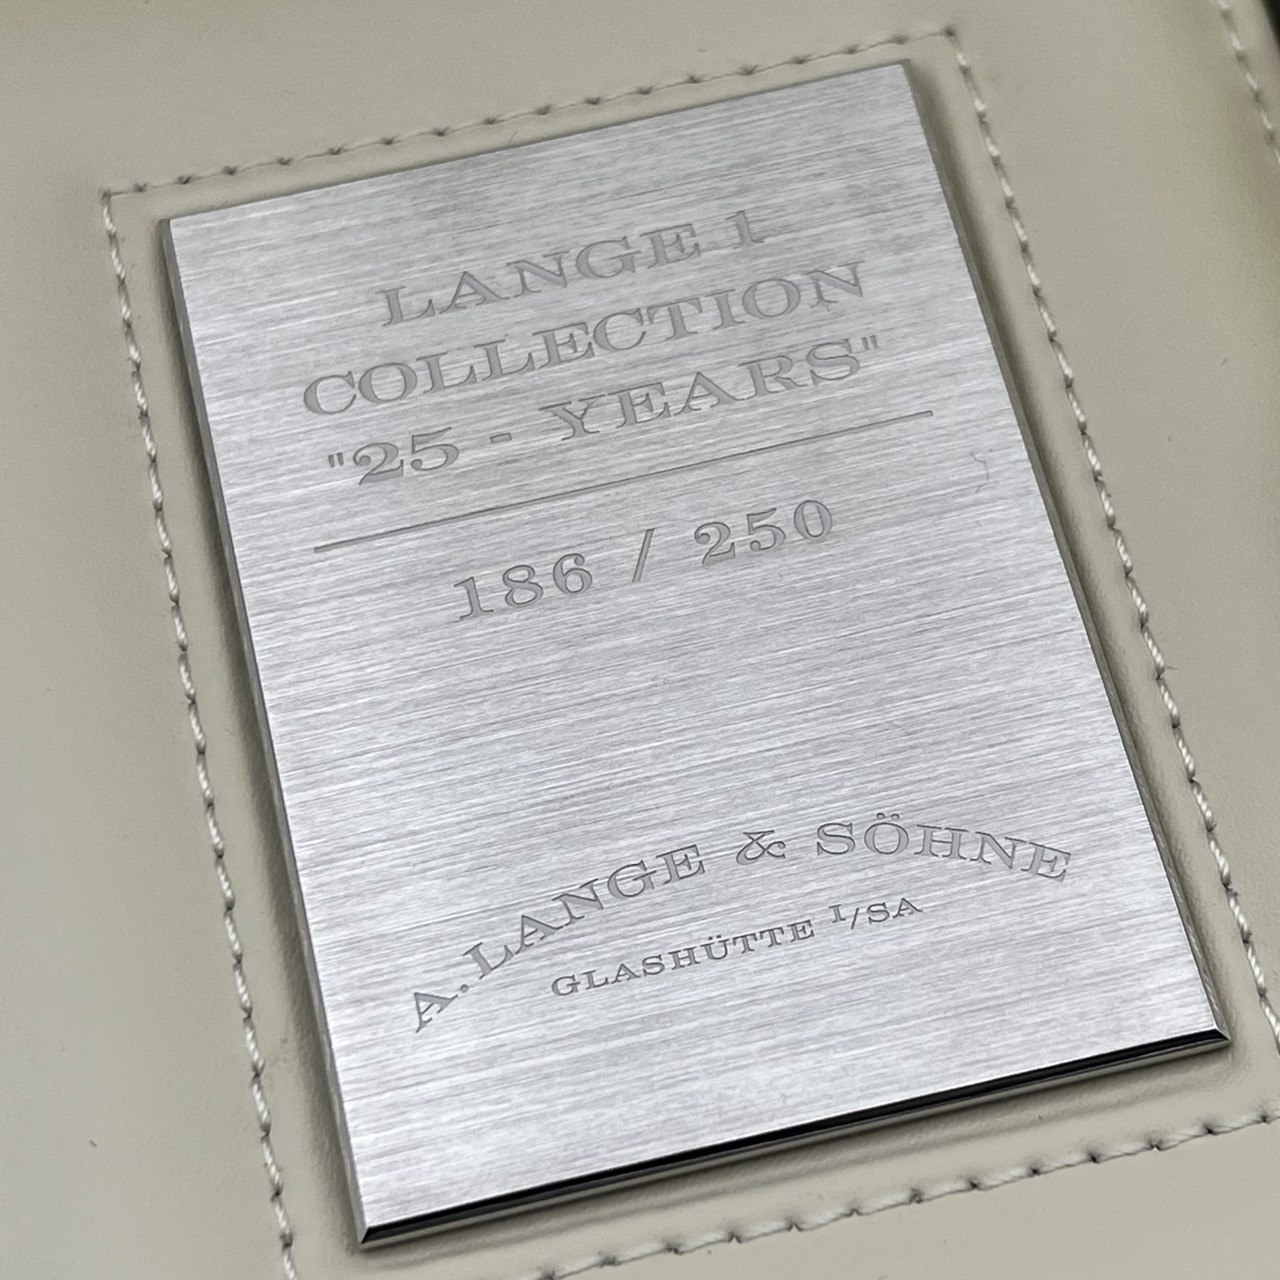 LANGE 1
COLLECTION
"25 - YEARS"
186 / 250
A. LANGE & SÖHNE
GLASHÜTTE I/SA